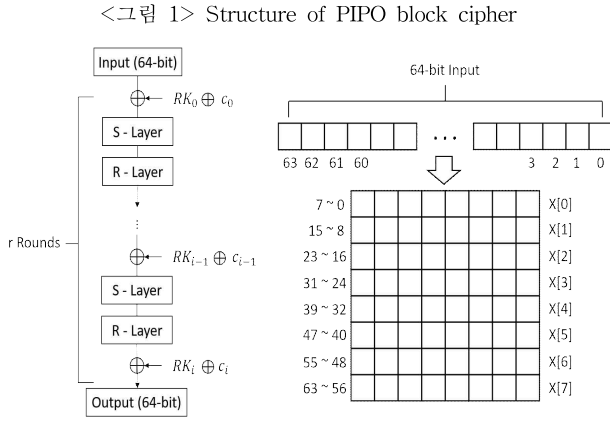 <그림 1> Structure of PIPO block cipher
Input (64-bit)
RK₀ ⊕ c₀
S - Layer
R - Layer
⋮
r Rounds
RKᵢ₋₁ ⊕ cᵢ₋₁
S - Layer
R - Layer
RKᵢ ⊕ cᵢ
Output (64-bit)
64-bit Input
...
63 62 61 60 3 2 1 0
7 ~ 0 X[0]
15 ~ 8 X[1]
23 ~ 16 X[2]
31 ~ 24 X[3]
39 ~ 32 X[4]
47 ~ 40 X[5]
55 ~ 48 X[6]
63 ~ 56 X[7]